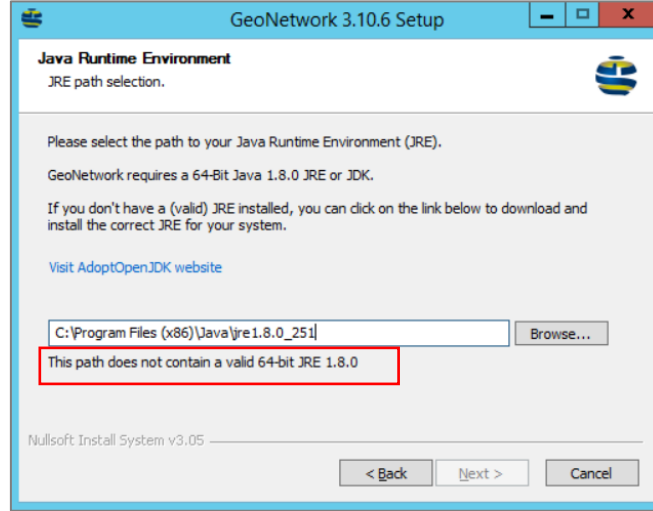 GeoNetwork 3.10.6 Setup
Java Runtime Environment
JRE path selection.
Please select the path to your Java Runtime Environment (JRE).
GeoNetwork requires a 64-Bit Java 1.8.0 JRE or JDK.
If you don't have a (valid) JRE installed, you can click on the link below to download and
install the correct JRE for your system.
Visit AdoptOpenJDK website
C:\Program Files (x86)\Java\jre1.8.0_251
Browse...
This path does not contain a valid 64-bit JRE 1.8.0
Nullsoft Install System v3.05
< Back Next > Cancel